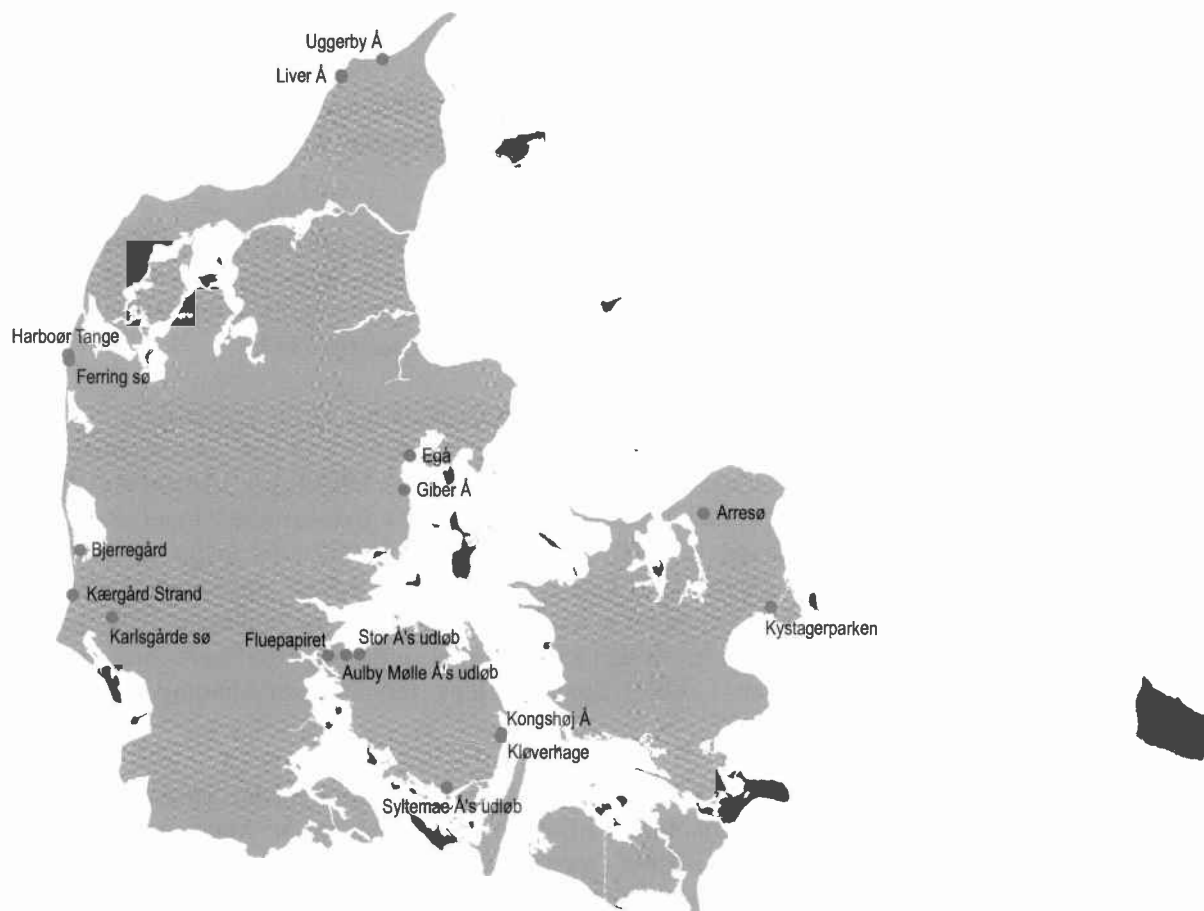 Uggerby Å
Liver Å
Harboør Tange
Ferring sø
Egå
Giber Å
Arresø
Bjerregård
Kærgård Strand
Karlsgårde sø
Kystagerparken
Fluepapiret
Stor Å's udløb
Aulby Mølle Å's udløb
Kongshøj Å
Kløverhage
Syltemae Å's udløb